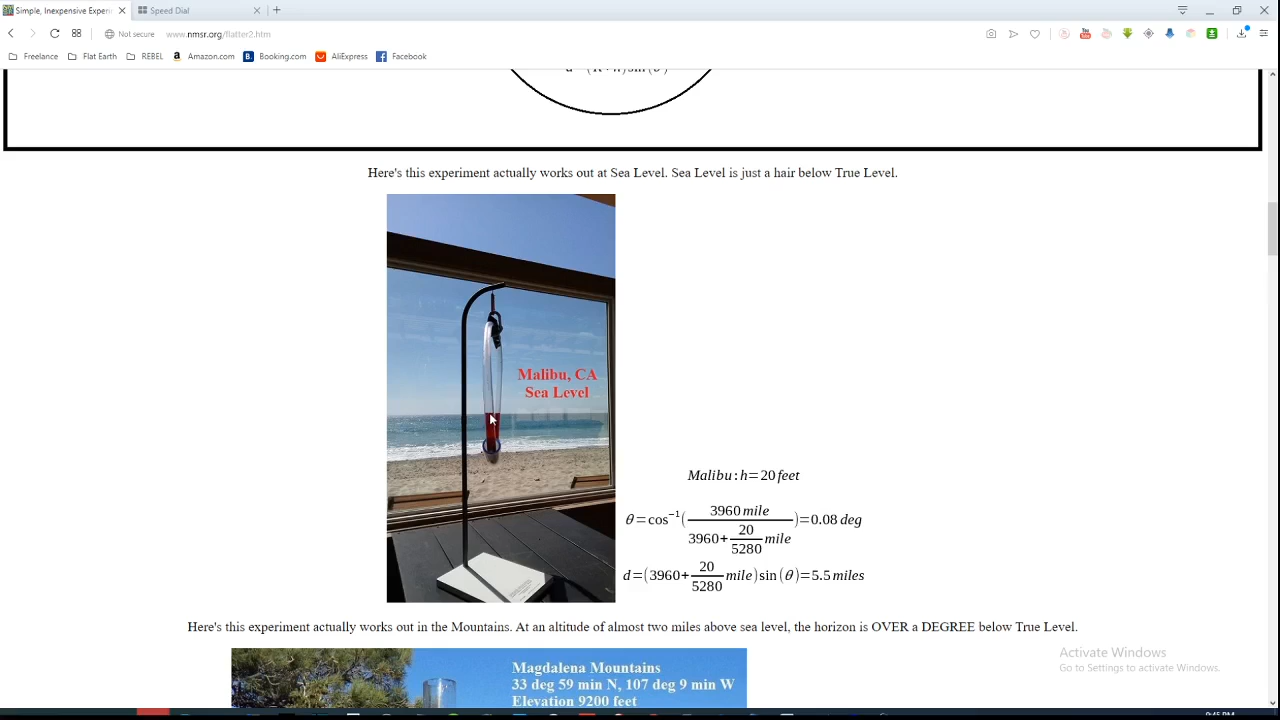 Simple, Inexpensive Expen
Speed Dial
Not secure
www.nmsr.org/flatter2.htm
Freelance
Flat Earth
REBEL
Amazon.com
Booking.com
AliExpress
Facebook
Here's this experiment actually works out at Sea Level. Sea Level is just a hair below True Level.
Malibu, CA
Sea Level
Malibu : h=20 feet
θ=cos⁻¹(3960 mile / (3960+20/5280 mile))=0.08 deg
d=(3960+20/5280 mile)sin(θ)=5.5 miles
Here's this experiment actually works out in the Mountains. At an altitude of almost two miles above sea level, the horizon is OVER a DEGREE below True Level.
Activate Windows
Go to Settings to activate Windows.
Magdalena Mountains
33 deg 59 min N, 107 deg 9 min W
Elevation 9200 feet